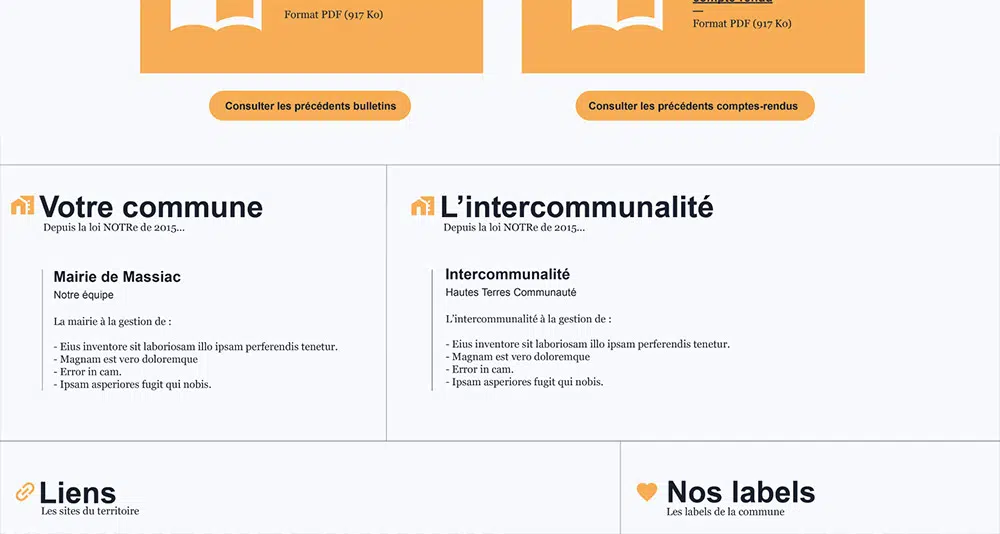 compte-rendu
Format PDF (917 Ko)
Format PDF (917 Ko)
Consulter les précédents bulletins
Consulter les précédents comptes-rendus
Votre commune
Depuis la loi NOTRe de 2015...
Mairie de Massiac
Notre équipe
La mairie à la gestion de :
- Eius inventore sit laboriosam illo ipsam perferendis tenetur.
- Magnam est vero doloremque
- Error in cam.
- Ipsam asperiores fugit qui nobis.
L’intercommunalité
Depuis la loi NOTRe de 2015...
Intercommunalité
Hautes Terres Communauté
L’intercommunalité à la gestion de :
- Eius inventore sit laboriosam illo ipsam perferendis tenetur.
- Magnam est vero doloremque
- Error in cam.
- Ipsam asperiores fugit qui nobis.
Liens
Les sites du territoire
Nos labels
Les labels de la commune